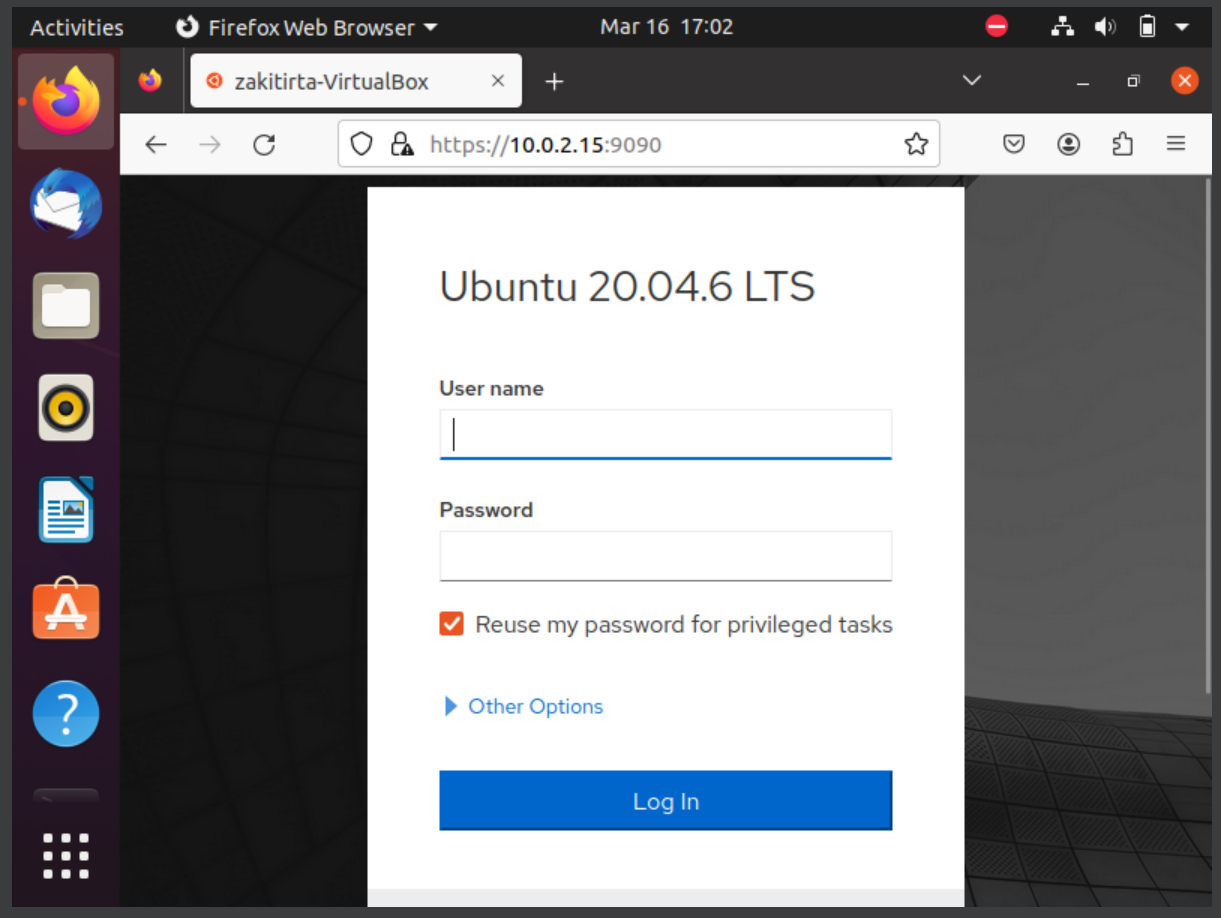 Activities Firefox Web Browser Mar 16 17:02
zakitirta-VirtualBox
https://10.0.2.15:9090
Ubuntu 20.04.6 LTS
User name
Password
Reuse my password for privileged tasks
Other Options
Log In